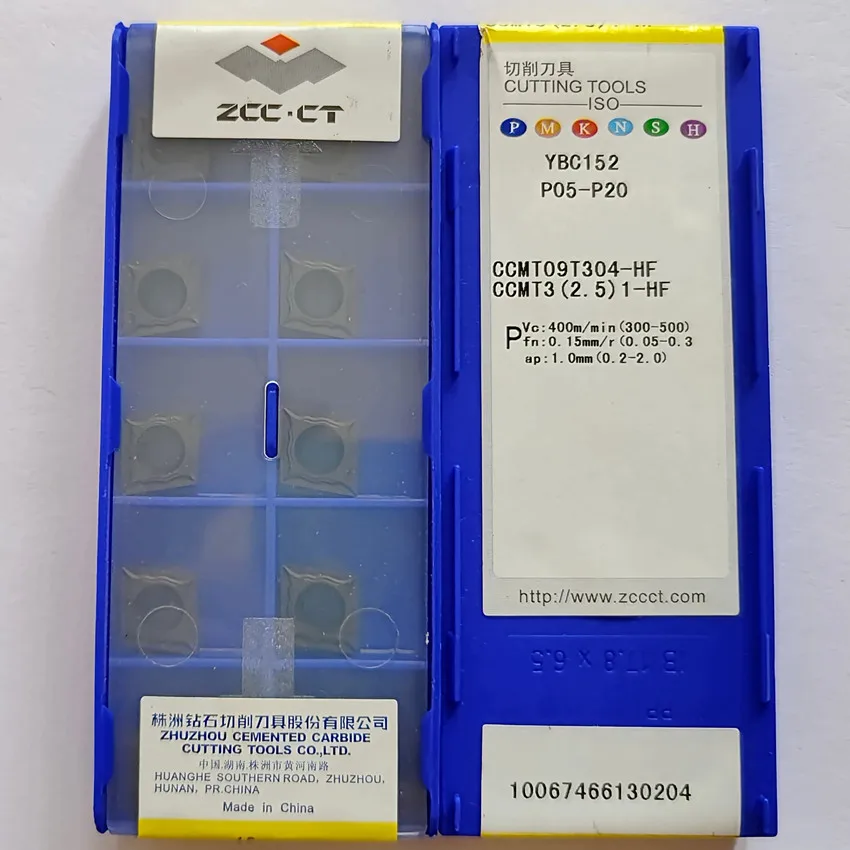 ZCC·CT
株洲钻石切削刀具股份有限公司
ZHUZHOU CEMENTED CARBIDE
CUTTING TOOLS CO.,LTD.
中国.湖南.株洲市黄河南路
HUANGHE SOUTHERN ROAD, ZHUZHOU,
HUNAN, PR.CHINA
Made in China
切削刀具
CUTTING TOOLS
ISO
P M K N S H
YBC152
P05-P20
CCMT09T304-HF
CCMT3(2.5)1-HF
P Vc:400m/min(300-500)
fn:0.15mm/r(0.05-0.3
ap:1.0mm(0.2-2.0)
http://www.zccct.com
10067466130204